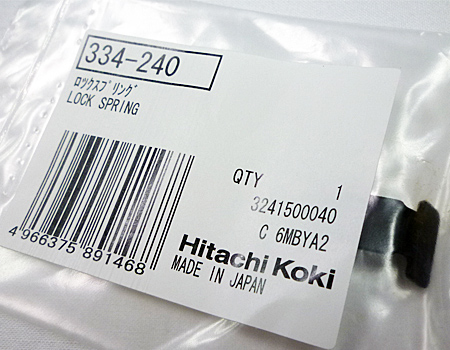 334-240
ﾛｯｸｽﾌﾟﾘﾝｸﾞ
LOCK SPRING
QTY 1
3241500040
C 6MBYA2
4 966375 891468
Hitachi Koki
MADE IN JAPAN